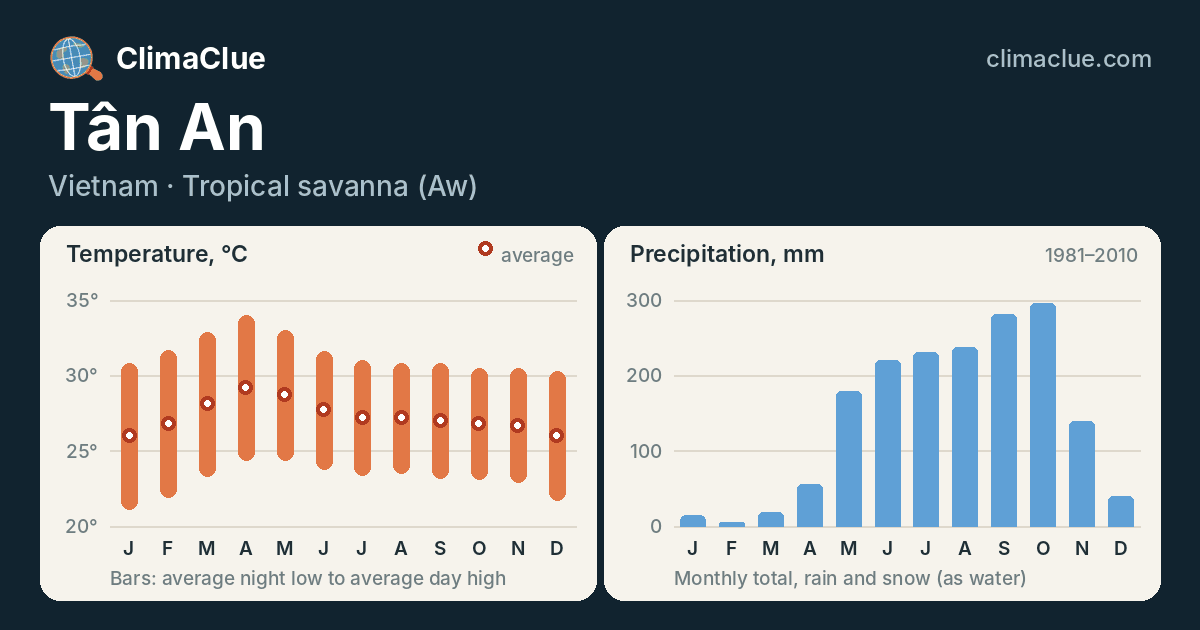 ClimaClue
climaclue.com
Tân An
Vietnam · Tropical savanna (Aw)
Temperature, °C
average
35°
30°
25°
20°
J F M A M J J A S O N D
Bars: average night low to average day high
Precipitation, mm
1981–2010
300
200
100
0
J F M A M J J A S O N D
Monthly total, rain and snow (as water)